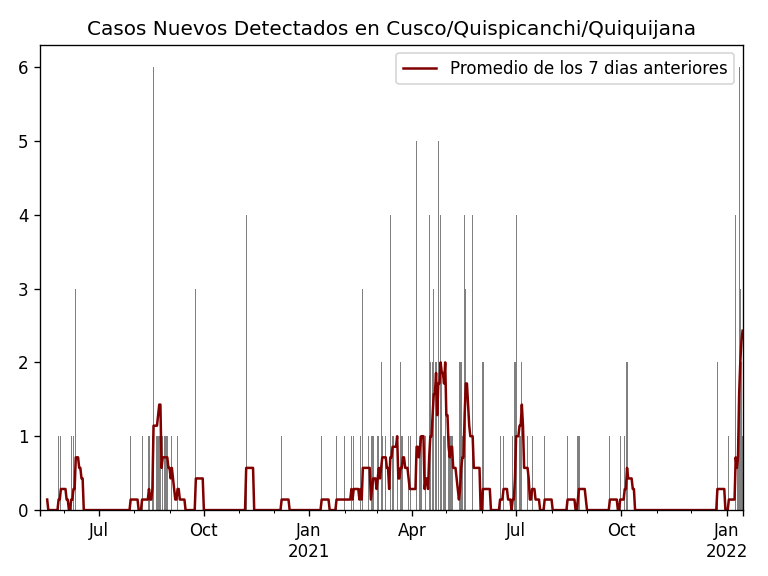 Casos Nuevos Detectados en Cusco/Quispicanchi/Quiquijana
Promedio de los 7 dias anteriores
6
5
4
3
2
1
0
Jul Oct Jan Apr Jul Oct Jan
2021 2022